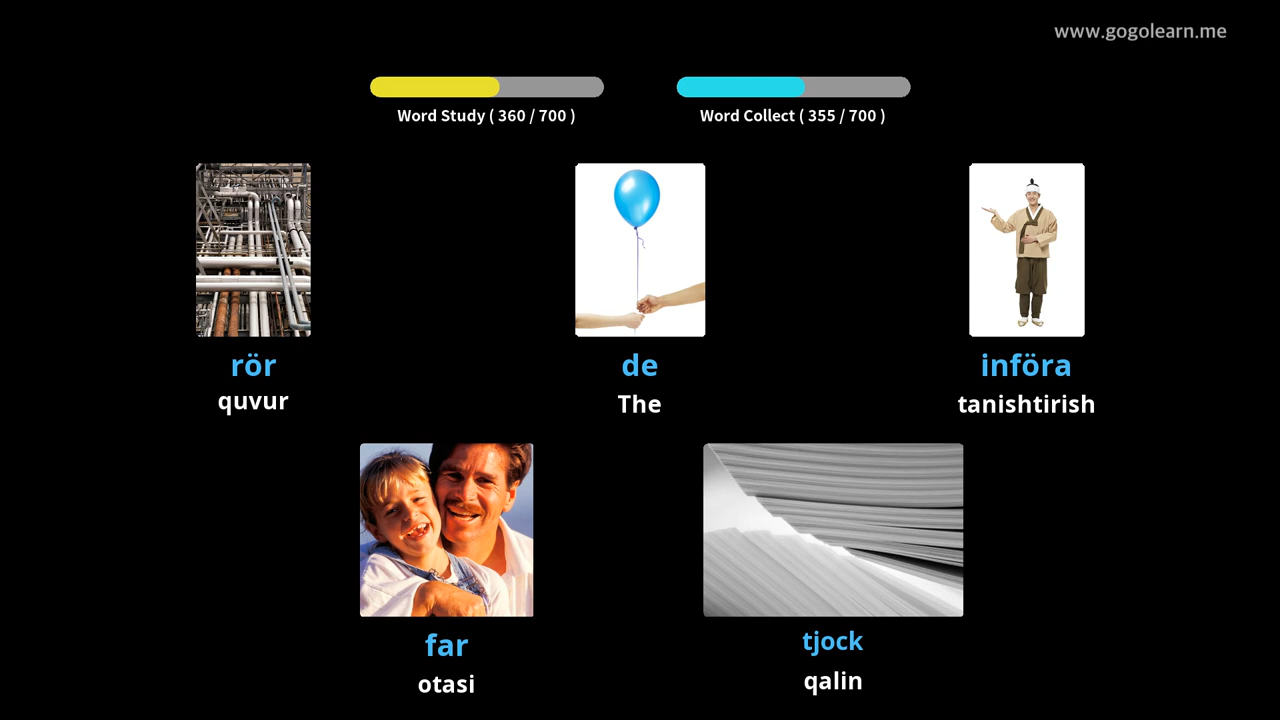 www.gogolearn.me
Word Study ( 360 / 700 )
Word Collect ( 355 / 700 )
rör
quvur
de
The
införa
tanishtirish
far
otasi
tjock
qalin